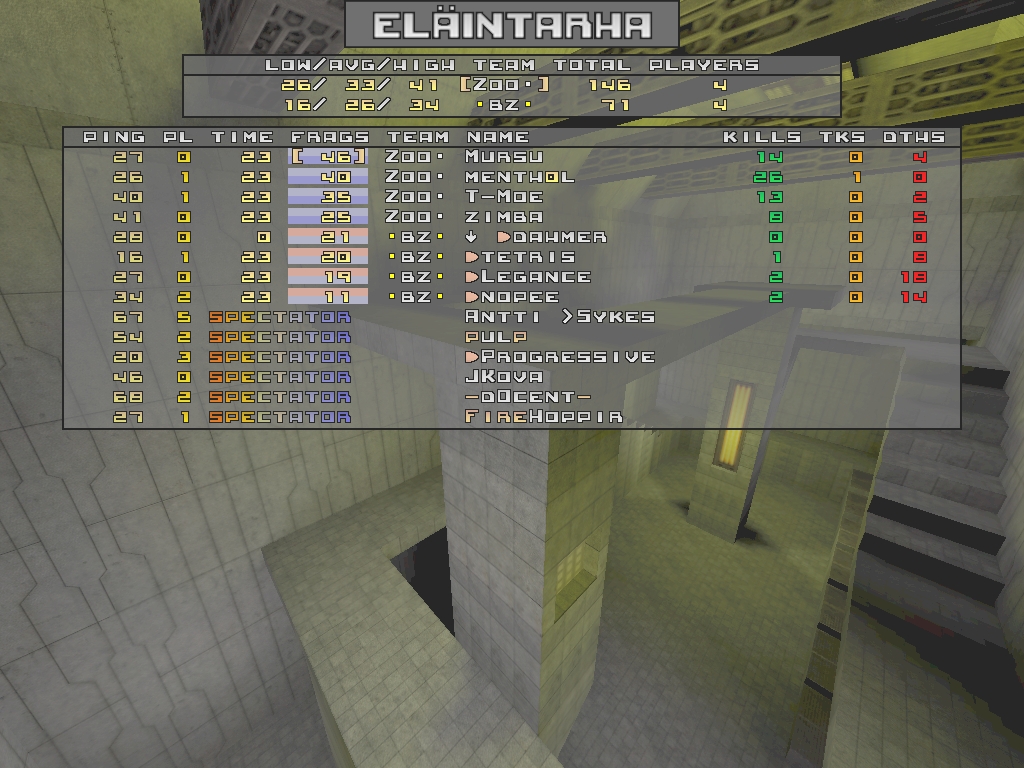 ELÄINTARHA
LOW/AVG/HIGH TEAM TOTAL PLAYERS
26/ 33/ 41 [ZOO·] 146 4
16/ 26/ 34 ·BZ· 71 4
PING PL TIME FRAGS TEAM NAME KILLS TKS DTHS
27 0 23 [ 46] ZOO· MURSU 14 0 4
26 1 23 40 ZOO· MENTHOL 26 1 0
40 1 23 35 ZOO· T-MOE 13 0 2
41 0 23 25 ZOO· ZIMBA 8 0 5
28 0 0 21 ·BZ· ↓ DAHMER 0 0 0
16 1 23 20 ·BZ· TETRIS 1 0 8
27 0 23 19 ·BZ· LEGANCE 2 0 18
34 2 23 11 ·BZ· NOPEE 2 0 14
67 5 SPECTATOR ANTTI >SYKES
54 2 SPECTATOR PULP
20 3 SPECTATOR PROGRESSIVE
46 0 SPECTATOR JKOVA
68 2 SPECTATOR -DOCENT-
27 1 SPECTATOR FIREHOPPIR